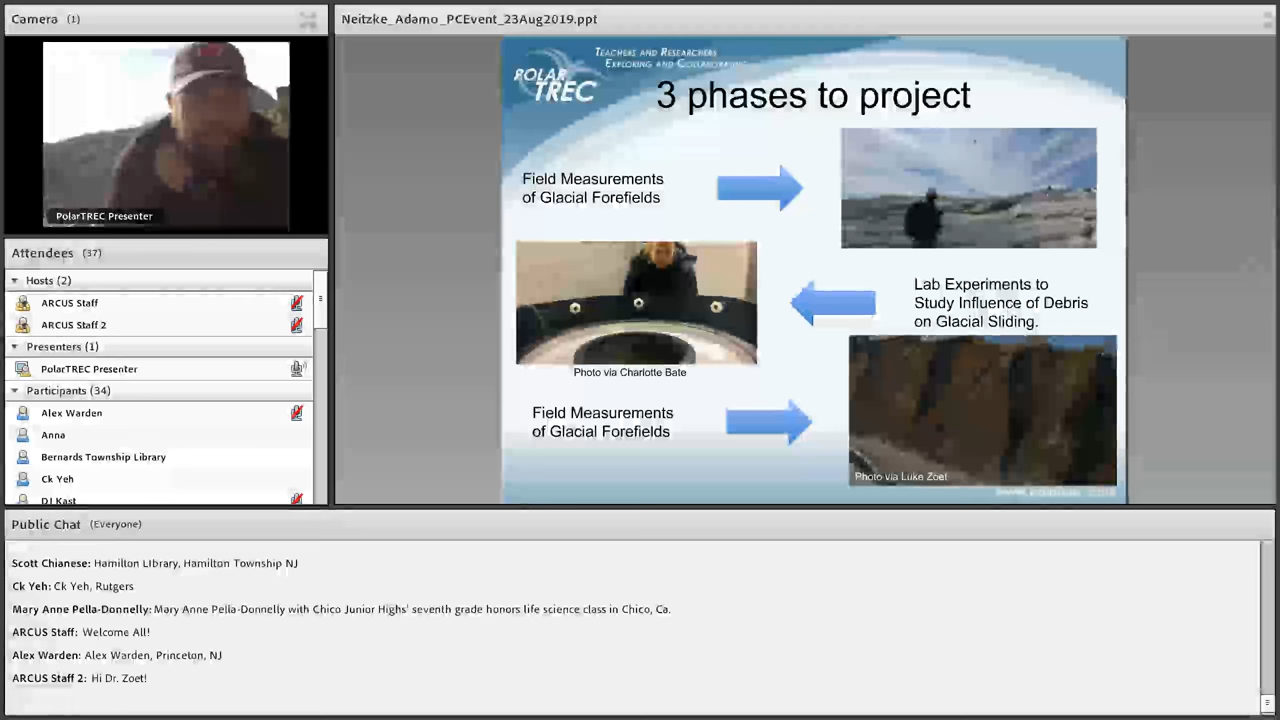 Camera (1)
PolarTREC Presenter
Attendees (37)
Hosts (2)
ARCUS Staff
ARCUS Staff 2
Presenters (1)
PolarTREC Presenter
Participants (34)
Alex Warden
Anna
Bernards Township Library
Ck Yeh
DJ Kast
Neitzke_Adamo_PCEvent_23Aug2019.ppt
TEACHERS AND RESEARCHERS
EXPLORING AND COLLABORATING
POLAR
TREC
3 phases to project
Field Measurements
of Glacial Forefields
Lab Experiments to
Study Influence of Debris
on Glacial Sliding.
Photo via Charlotte Bate
Field Measurements
of Glacial Forefields
Photo via Luke Zoet
Public Chat (Everyone)
Scott Chianese: Hamilton Library, Hamilton Township NJ
Ck Yeh: Ck Yeh, Rutgers
Mary Anne Pella-Donnelly: Mary Anne Pella-Donnelly with Chico Junior Highs' seventh grade honors life science class in Chico, Ca.
ARCUS Staff: Welcome All!
Alex Warden: Alex Warden, Princeton, NJ
ARCUS Staff 2: Hi Dr. Zoet!